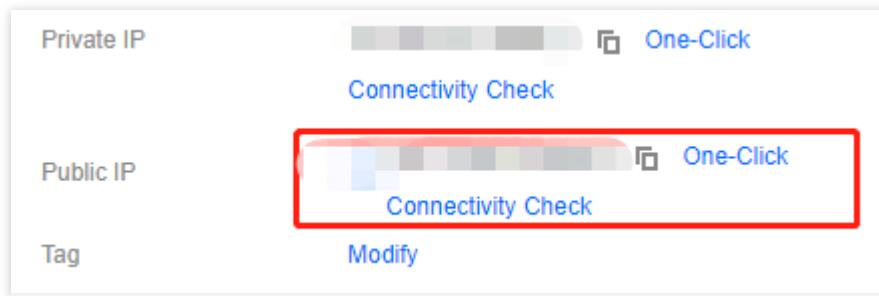 Private IP One-Click
Connectivity Check
Public IP One-Click
Connectivity Check
Tag Modify